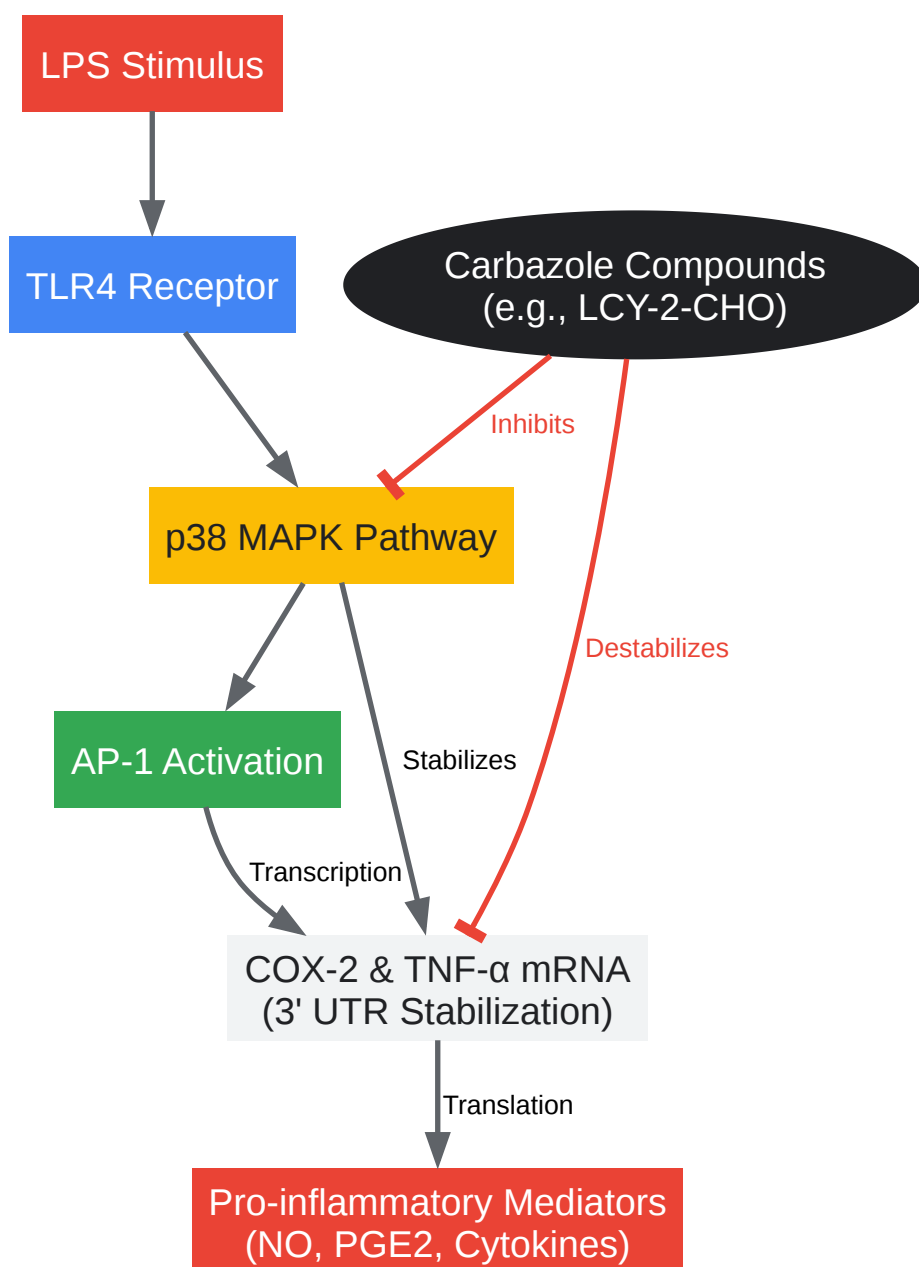 LPS Stimulus
TLR4 Receptor
Carbazole Compounds
(e.g., LCY-2-CHO)
Inhibits
p38 MAPK Pathway
Destabilizes
AP-1 Activation
Stabilizes
Transcription
COX-2 & TNF-α mRNA
(3' UTR Stabilization)
Translation
Pro-inflammatory Mediators
(NO, PGE2, Cytokines)